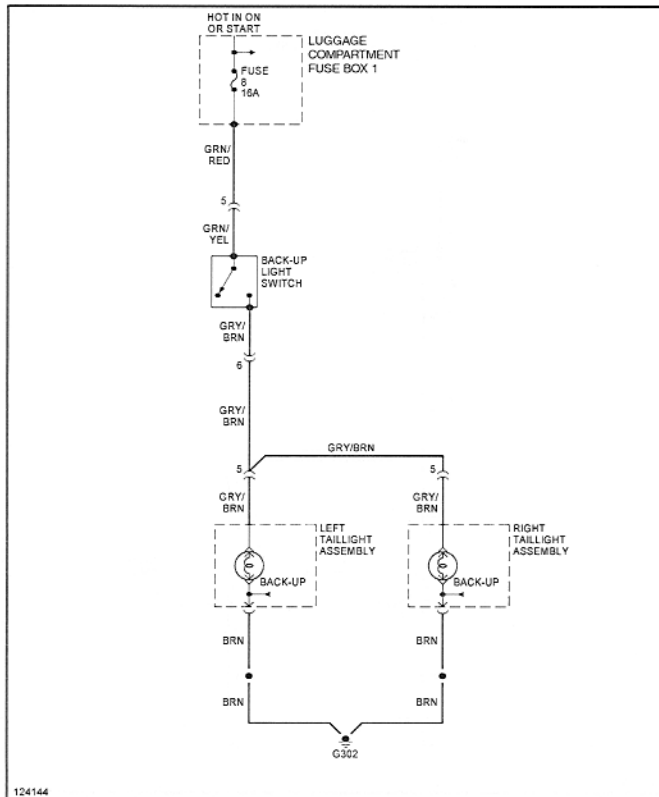 HOT IN ON
OR START
LUGGAGE
COMPARTMENT
FUSE BOX 1
FUSE
8
16A
GRN/
RED
5
GRN/
YEL
BACK-UP
LIGHT
SWITCH
GRY/
BRN
6
GRY/
BRN
GRY/BRN
5
5
GRY/
BRN
GRY/
BRN
LEFT
TAILLIGHT
ASSEMBLY
RIGHT
TAILLIGHT
ASSEMBLY
BACK-UP
BACK-UP
BRN
BRN
BRN
BRN
G302
124144